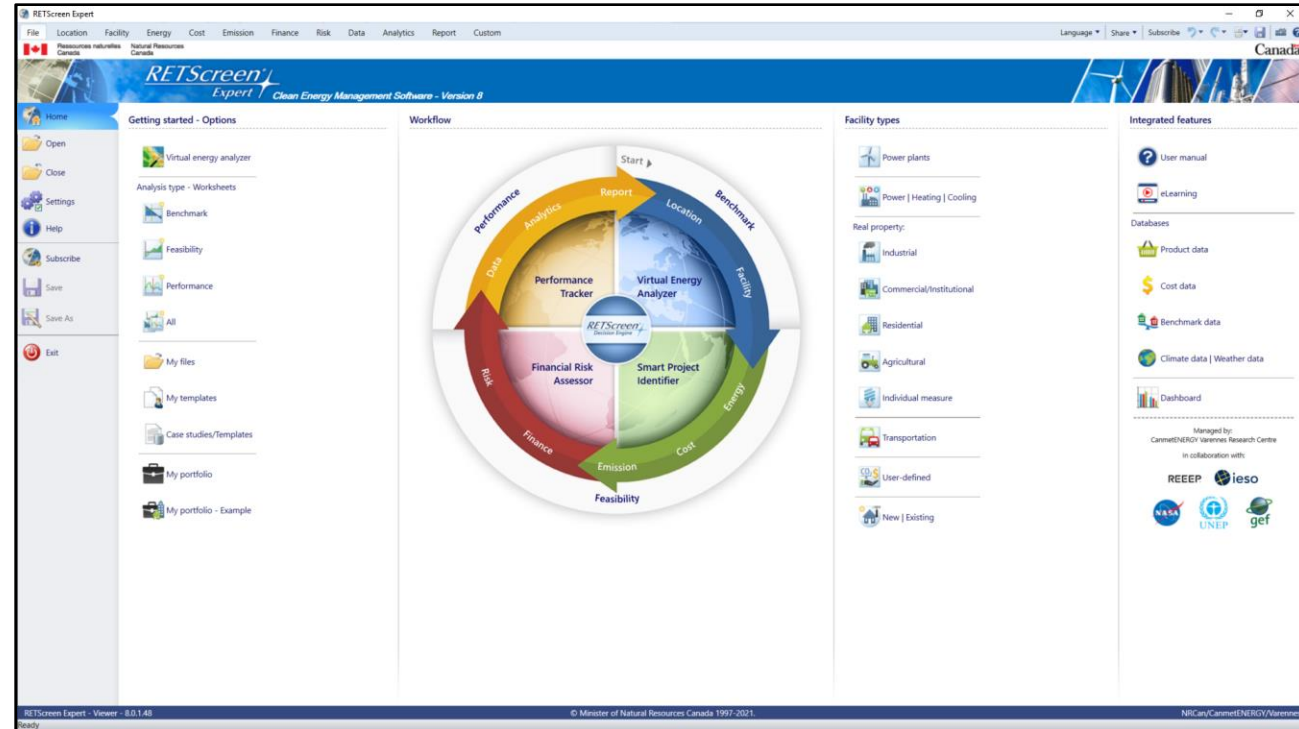 RETScreen Expert
File Location Facility Energy Cost Emission Finance Risk Data Analytics Report Custom
Language Share Subscribe
Ressources naturelles Canada
Natural Resources Canada
Canada
RETScreen
Expert
Clean Energy Management Software - Version 8
Home
Open
Close
Settings
Help
Subscribe
Save
Save As
Exit
Getting started - Options
Virtual energy analyzer
Analysis type - Worksheets
Benchmark
Feasibility
Performance
All
My files
My templates
Case studies/Templates
My portfolio
My portfolio - Example
Workflow
Start
Performance
Benchmark
Feasibility
Report
Location
Facility
Energy
Cost
Emission
Finance
Risk
Data
Analytics
Performance
Tracker
Virtual Energy
Analyzer
RETScreen
Decision Engine
Financial Risk
Assessor
Smart Project
Identifier
Facility types
Power plants
Power | Heating | Cooling
Real property:
Industrial
Commercial/Institutional
Residential
Agricultural
Individual measure
Transportation
User-defined
New | Existing
Integrated features
User manual
eLearning
Databases
Product data
Cost data
Benchmark data
Climate data | Weather data
Dashboard
Managed by:
CanmetENERGY Varennes Research Centre
in collaboration with:
REEEP
ieso
NASA
UNEP
gef
RETScreen Expert - Viewer - 8.0.1.48
© Minister of Natural Resources Canada 1997-2021.
NRCan/CanmetENERGY/Varennes
Ready